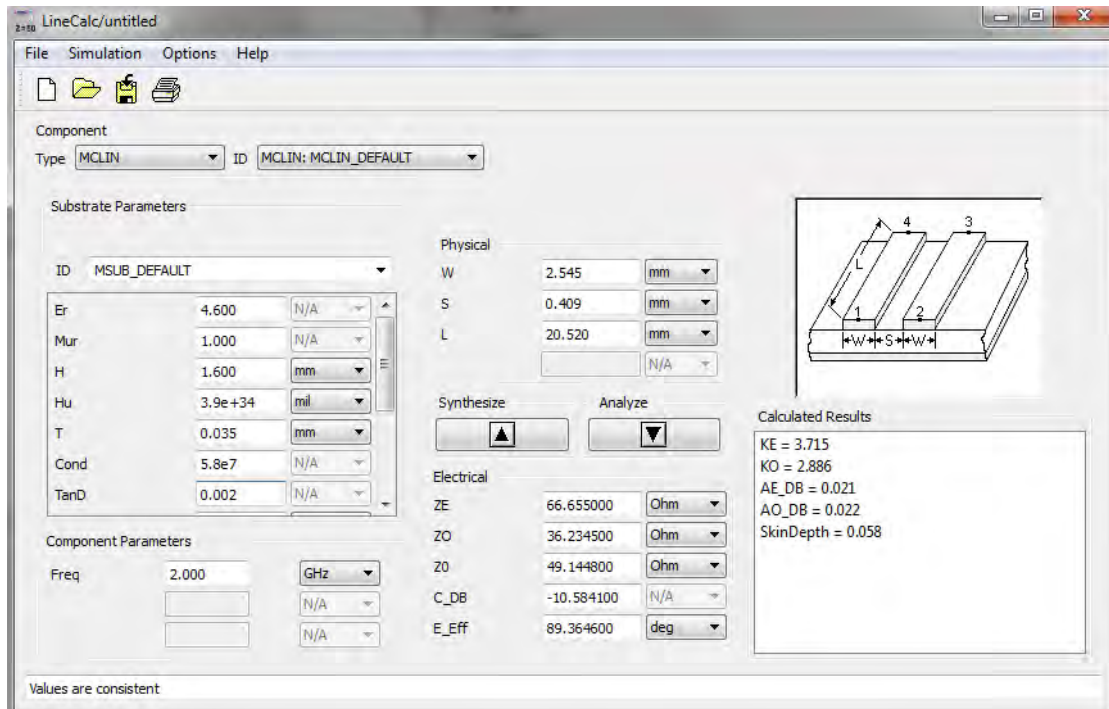 Z=50 LineCalc/untitled
File Simulation Options Help
Component
Type MCLIN ID MCLIN: MCLIN_DEFAULT
Substrate Parameters
ID MSUB_DEFAULT
Er 4.600 N/A
Mur 1.000 N/A
H 1.600 mm
Hu 3.9e+34 mil
T 0.035 mm
Cond 5.8e7 N/A
TanD 0.002 N/A
Component Parameters
Freq 2.000 GHz
N/A
N/A
Physical
W 2.545 mm
S 0.409 mm
L 20.520 mm
N/A
Synthesize Analyze
Electrical
ZE 66.655000 Ohm
ZO 36.234500 Ohm
Z0 49.144800 Ohm
C_DB -10.584100 N/A
E_Eff 89.364600 deg
4 3
L
1 2
W S W
Calculated Results
KE = 3.715
KO = 2.886
AE_DB = 0.021
AO_DB = 0.022
SkinDepth = 0.058
Values are consistent